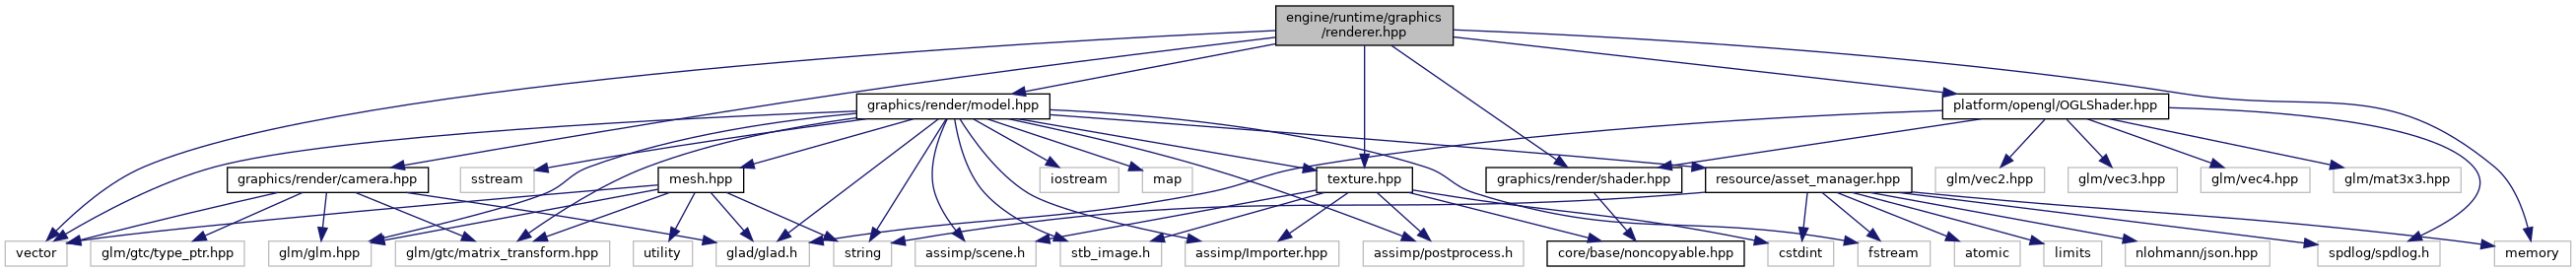 engine/runtime/graphics
/renderer.hpp
graphics/render/model.hpp
platform/opengl/OGLShader.hpp
graphics/render/camera.hpp
sstream
mesh.hpp
iostream
map
texture.hpp
graphics/render/shader.hpp
resource/asset_manager.hpp
glm/vec2.hpp
glm/vec3.hpp
glm/vec4.hpp
glm/mat3x3.hpp
vector
glm/gtc/type_ptr.hpp
glm/glm.hpp
glm/gtc/matrix_transform.hpp
utility
glad/glad.h
string
assimp/scene.h
stb_image.h
assimp/Importer.hpp
assimp/postprocess.h
core/base/noncopyable.hpp
cstdint
fstream
atomic
limits
nlohmann/json.hpp
spdlog/spdlog.h
memory